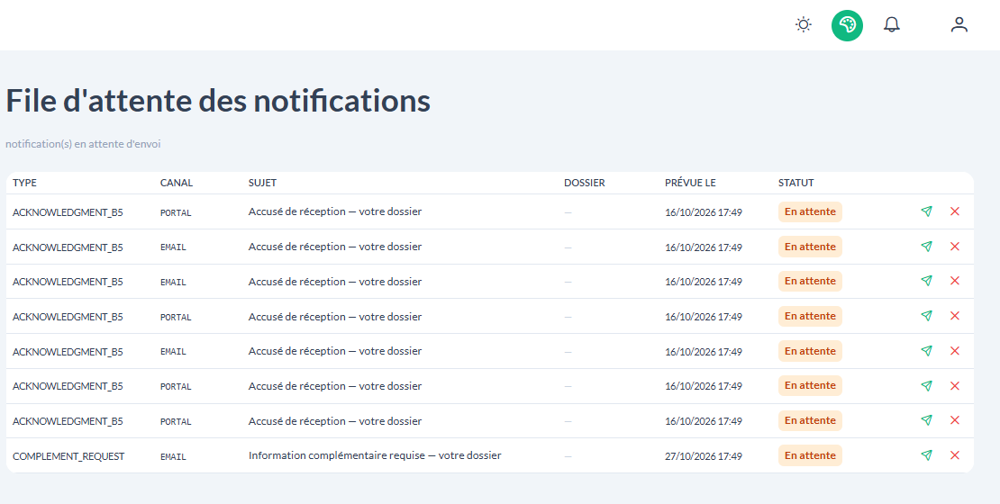 File d'attente des notifications
notification(s) en attente d'envoi
TYPE CANAL SUJET DOSSIER PRÉVUE LE STATUT
ACKNOWLEDGMENT_B5 PORTAL Accusé de réception — votre dossier — 16/10/2026 17:49 En attente
ACKNOWLEDGMENT_B5 EMAIL Accusé de réception — votre dossier — 16/10/2026 17:49 En attente
ACKNOWLEDGMENT_B5 EMAIL Accusé de réception — votre dossier — 16/10/2026 17:49 En attente
ACKNOWLEDGMENT_B5 PORTAL Accusé de réception — votre dossier — 16/10/2026 17:49 En attente
ACKNOWLEDGMENT_B5 EMAIL Accusé de réception — votre dossier — 16/10/2026 17:49 En attente
ACKNOWLEDGMENT_B5 PORTAL Accusé de réception — votre dossier — 16/10/2026 17:49 En attente
ACKNOWLEDGMENT_B5 PORTAL Accusé de réception — votre dossier — 16/10/2026 17:49 En attente
COMPLEMENT_REQUEST EMAIL Information complémentaire requise — votre dossier — 27/10/2026 17:49 En attente